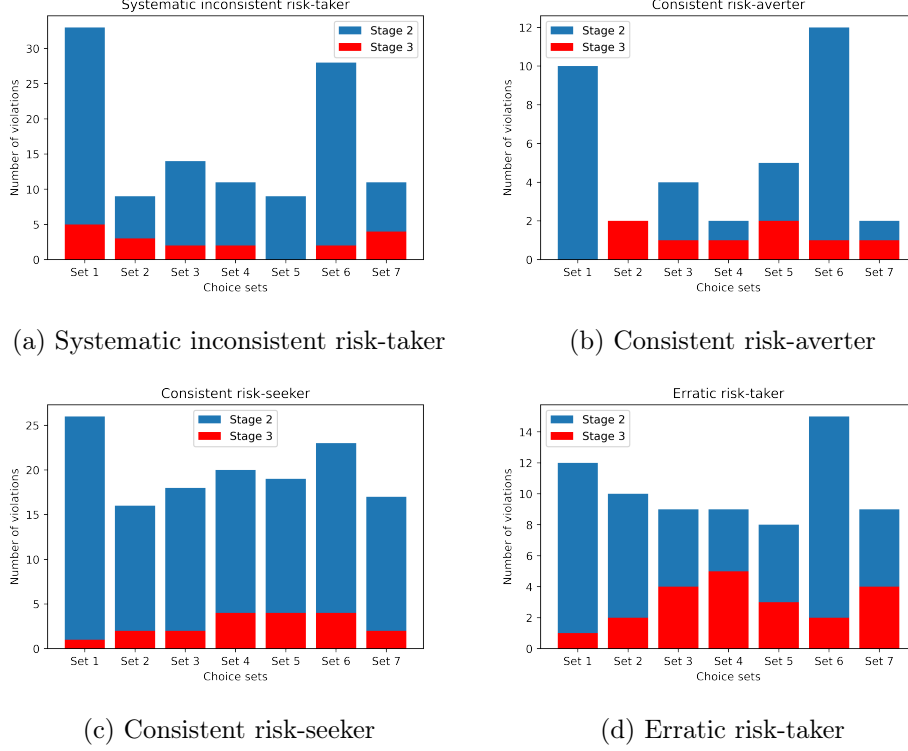 Systematic inconsistent risk-taker
Stage 2
Stage 3
Number of violations
30
25
20
15
10
5
0
Set 1 Set 2 Set 3 Set 4 Set 5 Set 6 Set 7
Choice sets
(a) Systematic inconsistent risk-taker
Consistent risk-averter
Stage 2
Stage 3
Number of violations
12
10
8
6
4
2
0
Set 1 Set 2 Set 3 Set 4 Set 5 Set 6 Set 7
Choice sets
(b) Consistent risk-averter
Consistent risk-seeker
Stage 2
Stage 3
Number of violations
25
20
15
10
5
0
Set 1 Set 2 Set 3 Set 4 Set 5 Set 6 Set 7
Choice sets
(c) Consistent risk-seeker
Erratic risk-taker
Stage 2
Stage 3
Number of violations
14
12
10
8
6
4
2
0
Set 1 Set 2 Set 3 Set 4 Set 5 Set 6 Set 7
Choice sets
(d) Erratic risk-taker